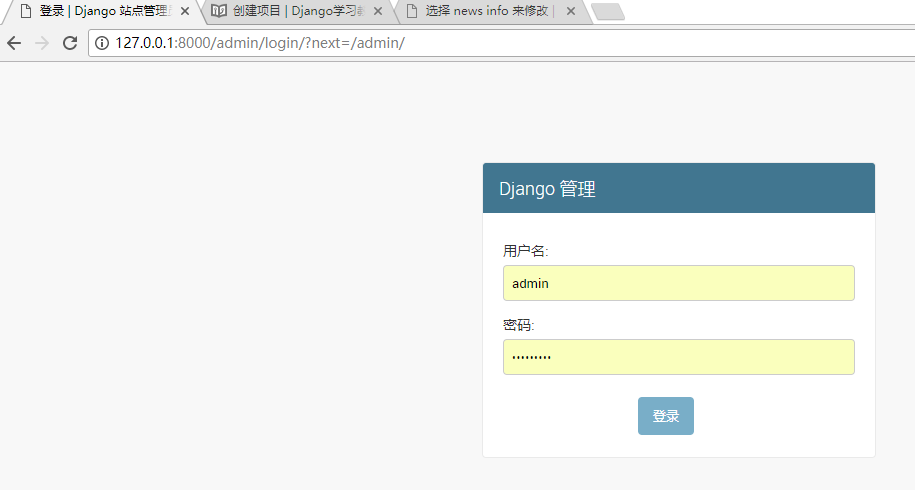 登录 | Django 站点管理
创建项目 | Django学习
选择 news info 来修改 |
127.0.0.1:8000/admin/login/?next=/admin/
Django 管理
用户名:
admin
密码:
•••••••••
登录